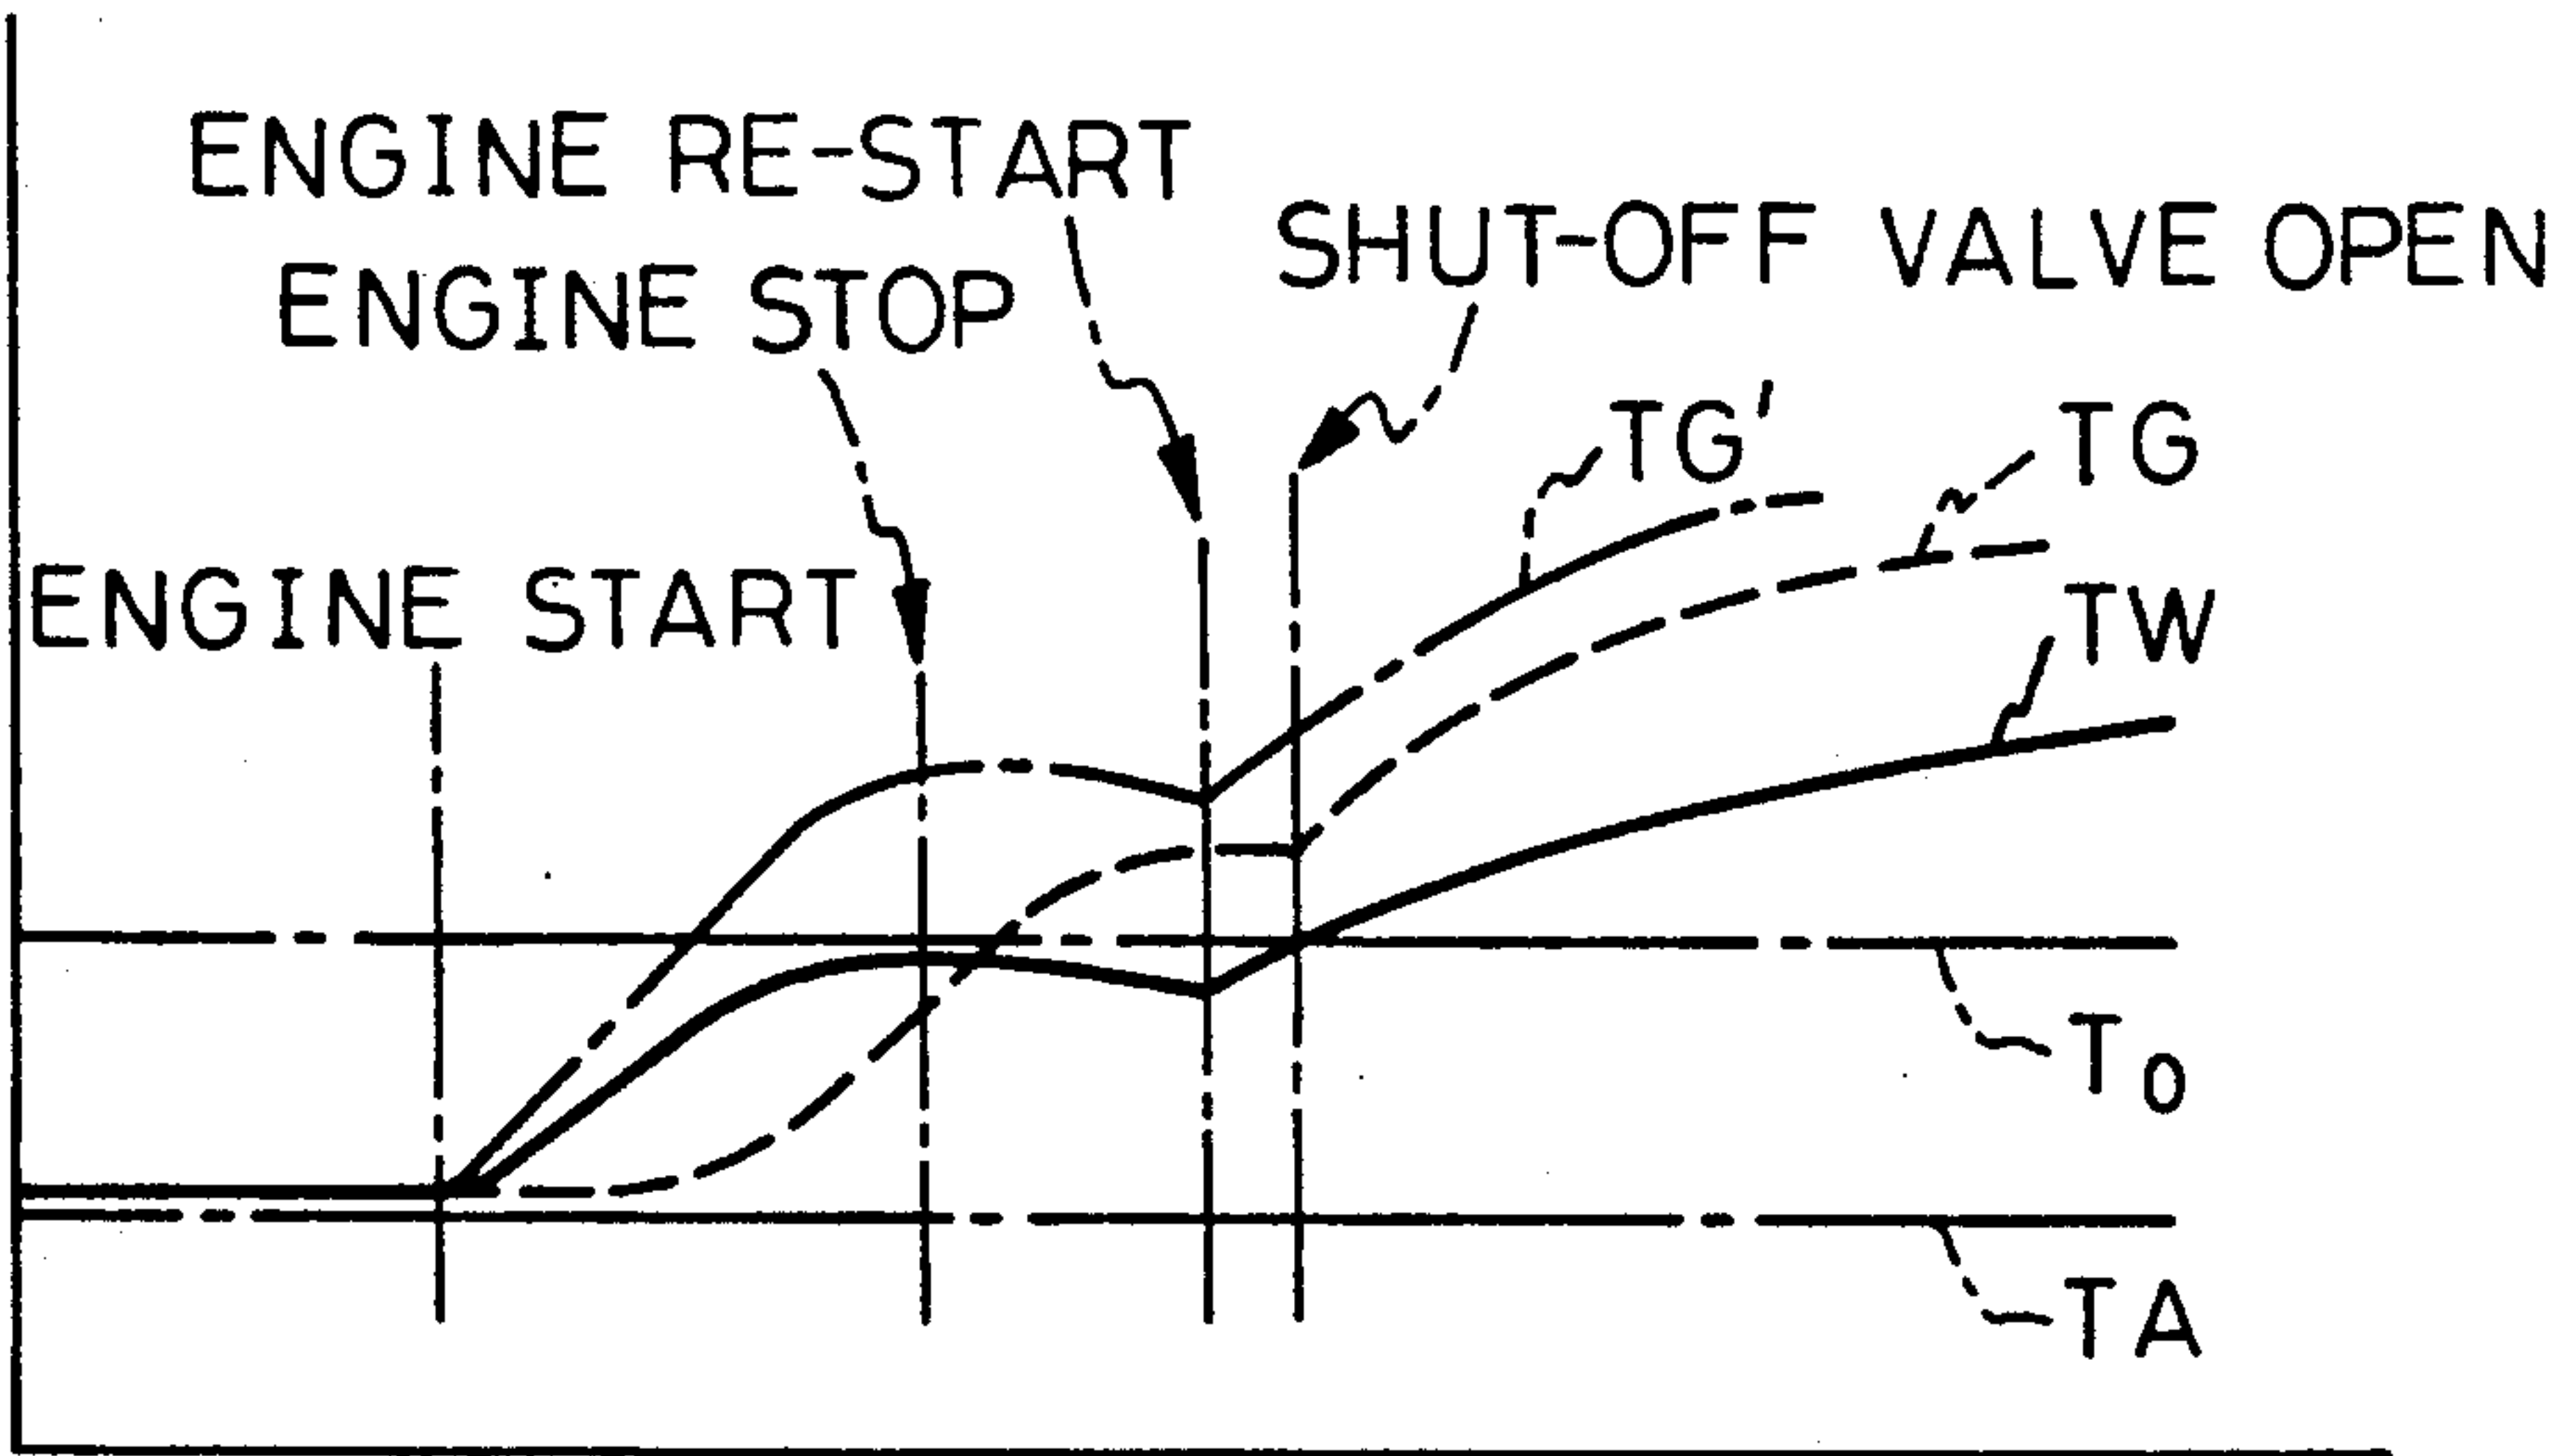 ENGINE RE-START
SHUT-OFF VALVE OPEN
ENGINE STOP
TG'
TG
ENGINE START
TW
T0
TA